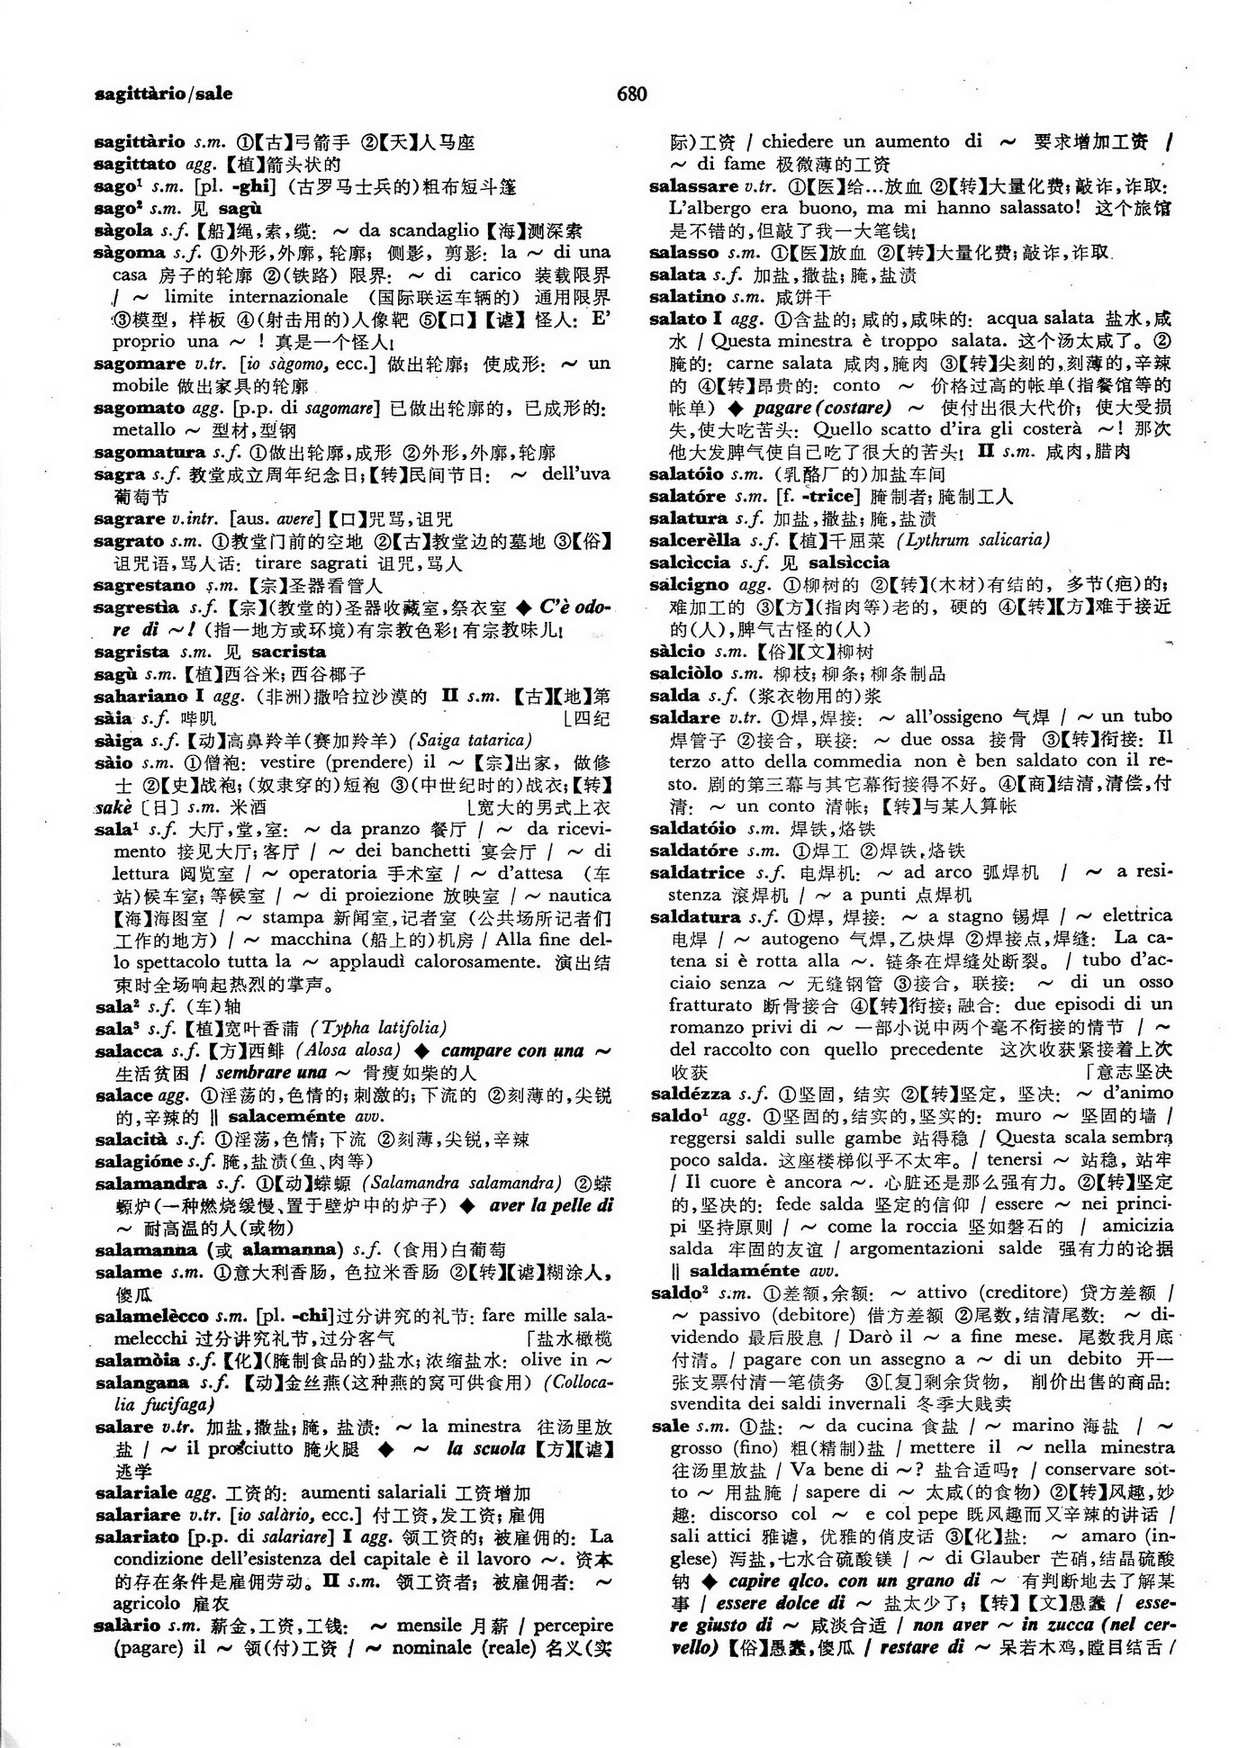 sagittàrio/sale
680
sagittàrio s.m. ①【古】弓箭手 ②【天】人马座
sagittato agg.【植】箭头状的
sago¹ s.m. [pl. -ghi] (古罗马士兵的)粗布短斗篷
sago² s.m. 见 sagù
sàgola s.f.【船】绳,索,缆: ～ da scandaglio【海】测深索
sàgoma s.f. ①外形,外廓, 轮廓; 侧影, 剪影: la ～ di una
casa 房子的轮廓 ②(铁路) 限界: ～ di carico 装载限界
/ ～ limite internazionale (国际联运车辆的) 通用限界
③模型, 样板 ④(射击用的)人像靶 ⑤【口】【谑】怪人: E'
proprio una ～ ! 真是一个怪人!
sagomare v.tr. [io sàgomo, ecc.] 做出轮廓; 使成形: ～ un
mobile 做出家具的轮廓
sagomato agg. [p.p. di sagomare] 已做出轮廓的, 已成形的:
metallo ～ 型材,型钢
sagomatura s.f. ①做出轮廓,成形 ②外形,外廓,轮廓
sagra s.f. 教堂成立周年纪念日;【转】民间节日: ～ dell'uva
葡萄节
sagrare v.intr. [aus. avere]【口】咒骂,诅咒
sagrato s.m. ①教堂门前的空地 ②【古】教堂边的墓地 ③【俗】
诅咒语,骂人话: tirare sagrati 诅咒,骂人
sagrestano s.m.【宗】圣器看管人
sagrestìa s.f.【宗】(教堂的)圣器收藏室,祭衣室 ◆ C'è odo-
re di ～! (指一地方或环境)有宗教色彩!有宗教味儿!
sagrista s.m. 见 sacrista
sagù s.m.【植】西谷米; 西谷椰子
sahariano I agg. (非洲)撒哈拉沙漠的 II s.m. 【古】【地】第
sàia s.f. 哔叽 ⌊四纪
sàiga s.f.【动】高鼻羚羊(赛加羚羊) (Saiga tatarica)
sàio s.m. ①僧袍: vestire (prendere) il ～【宗】出家, 做修
士 ②【史】战袍; (奴隶穿的)短袍 ③(中世纪时的)战衣;【转】
sakè〔日〕s.m. 米酒 ⌊宽大的男式上衣
sala¹ s.f. 大厅,堂,室: ～ da pranzo 餐厅 / ～ da ricevi-
mento 接见大厅; 客厅 / ～ dei banchetti 宴会厅 / ～ di
lettura 阅览室 / ～ operatoria 手术室 / ～ d'attesa (车
站)候车室; 等候室 / ～ di proiezione 放映室 / ～ nautica
【海】海图室 / ～ stampa 新闻室,记者室 (公共场所记者们
工作的地方) / ～ macchina (船上的)机房 / Alla fine del-
lo spettacolo tutta la ～ applaudì calorosamente. 演出结
束时全场响起热烈的掌声。
sala² s.f. (车)轴
sala³ s.f.【植】宽叶香蒲 (Typha latifolia)
salacca s.f.【方】西鲱 (Alosa alosa) ◆ campare con una ～
生活贫困 / sembrare una ～ 骨瘦如柴的人
salace agg. ①淫荡的,色情的; 刺激的; 下流的 ②刻薄的,尖锐
的,辛辣的 ‖ salaceménte avv.
salacità s.f. ①淫荡,色情; 下流 ②刻薄,尖锐,辛辣
salagióne s.f. 腌,盐渍(鱼、肉等)
salamandra s.f. ①【动】蝾螈 (Salamandra salamandra) ②蝾
螈炉(一种燃烧缓慢、置于壁炉中的炉子) ◆ aver la pelle di
～ 耐高温的人(或物)
salamanna (或 alamanna) s.f. (食用)白葡萄
salame s.m. ①意大利香肠, 色拉米香肠 ②【转】【谑】糊涂人,
傻瓜
salamelècco s.m. [pl. -chi]过分讲究的礼节: fare mille sala-
melecchi 过分讲究礼节,过分客气 ⌈盐水橄榄
salamòia s.f.【化】(腌制食品的)盐水; 浓缩盐水: olive in ～
salangana s.f. 【动】金丝燕(这种燕的窝可供食用) (Colloca-
lia fucifaga)
salare v.tr. 加盐,撒盐; 腌, 盐渍: ～ la minestra 往汤里放
盐 / ～ il prosciutto 腌火腿 ◆ ～ la scuola【方】【谑】
逃学
salariale agg. 工资的: aumenti salariali 工资增加
salariare v.tr. [io salàrio, ecc.] 付工资,发工资; 雇佣
salariato [p.p. di salariare] I agg. 领工资的; 被雇佣的: La
condizione dell'esistenza del capitale è il lavoro ～. 资本
的存在条件是雇佣劳动。II s.m. 领工资者; 被雇佣者: ～
agricolo 雇农
salàrio s.m. 薪金,工资,工钱: ～ mensile 月薪 / percepire
(pagare) il ～ 领(付)工资 / ～ nominale (reale) 名义(实
际)工资 / chiedere un aumento di ～ 要求增加工资 /
～ di fame 极微薄的工资
salassare v.tr. ①【医】给…放血 ②【转】大量化费; 敲诈,诈取:
L'albergo era buono, ma mi hanno salassato! 这个旅馆
是不错的,但敲了我一大笔钱!
salasso s.m. ①【医】放血 ②【转】大量化费; 敲诈,诈取
salata s.f. 加盐,撒盐; 腌,盐渍
salatino s.m. 咸饼干
salato I agg. ①含盐的; 咸的,咸味的: acqua salata 盐水,咸
水 / Questa minestra è troppo salata. 这个汤太咸了。②
腌的: carne salata 咸肉,腌肉 ③【转】尖刻的,刻薄的,辛辣
的 ④【转】昂贵的: conto ～ 价格过高的帐单(指餐馆等的
帐单) ◆ pagare (costare) ～ 使付出很大代价; 使大受损
失,使大吃苦头: Quello scatto d'ira gli costerà ～! 那次
他大发脾气使自己吃了很大的苦头! II s.m. 咸肉,腊肉
salatóio s.m. (乳酪厂的)加盐车间
salatóre s.m. [f. -trice] 腌制者; 腌制工人
salatura s.f. 加盐,撒盐; 腌,盐渍
salcerèlla s.f.【植】千屈菜 (Lythrum salicaria)
salcìccia s.f. 见 salsìccia
salcigno agg. ①柳树的 ②【转】(木材)有结的, 多节(疤)的;
难加工的 ③【方】(指肉等)老的, 硬的 ④【转】【方】难于接近
的(人),脾气古怪的(人)
sàlcio s.m.【俗】【文】柳树
salciòlo s.m. 柳枝; 柳条; 柳条制品
salda s.f. (浆衣物用的)浆
saldare v.tr. ①焊,焊接: ～ all'ossigeno 气焊 / ～ un tubo
焊管子 ②接合, 联接: ～ due ossa 接骨 ③【转】衔接: Il
terzo atto della commedia non è ben saldato con il re-
sto. 剧的第三幕与其它幕衔接得不好。④【商】结清,清偿,付
清: ～ un conto 清帐; 【转】与某人算帐
saldatóio s.m. 焊铁,烙铁
saldatóre s.m. ①焊工 ②焊铁,烙铁
saldatrice s.f. 电焊机: ～ ad arco 弧焊机 / ～ a resi-
stenza 滚焊机 / ～ a punti 点焊机
saldatura s.f. ①焊, 焊接: ～ a stagno 锡焊 / ～ elettrica
电焊 / ～ autogeno 气焊,乙炔焊 ②焊接点,焊缝: La ca-
tena si è rotta alla ～. 链条在焊缝处断裂。/ tubo d'ac-
ciaio senza ～ 无缝钢管 ③接合, 联接: ～ di un osso
fratturato 断骨接合 ④【转】衔接; 融合: due episodi di un
romanzo privi di ～ 一部小说中两个毫不衔接的情节 / ～
del raccolto con quello precedente 这次收获紧接着上次
收获 ⌈意志坚决
saldézza s.f. ①坚固, 结实 ②【转】坚定, 坚决: ～ d'animo
saldo¹ agg. ①坚固的,结实的,坚实的: muro ～ 坚固的墙 /
reggersi saldi sulle gambe 站得稳 / Questa scala sembra
poco salda. 这座楼梯似乎不太牢。/ tenersi ～ 站稳, 站牢
/ Il cuore è ancora ～. 心脏还是那么强有力。②【转】坚定
的,坚决的: fede salda 坚定的信仰 / essere ～ nei princi-
pi 坚持原则 / ～ come la roccia 坚如磐石的 / amicizia
salda 牢固的友谊 / argomentazioni salde 强有力的论据
‖ saldaménte avv.
saldo² s.m. ①差额,余额: ～ attivo (creditore) 贷方差额 /
～ passivo (debitore) 借方差额 ②尾数,结清尾数: ～ di-
videndo 最后股息 / Darò il ～ a fine mese. 尾数我月底
付清。/ pagare con un assegno a ～ di un debito 开一
张支票付清一笔债务 ③[复]剩余货物, 削价出售的商品:
svendita dei saldi invernali 冬季大贱卖
sale s.m. ①盐: ～ da cucina 食盐 / ～ marino 海盐 / ～
grosso (fino) 粗(精制)盐 / mettere il ～ nella minestra
往汤里放盐 / Va bene di ～? 盐合适吗? / conservare sot-
to ～ 用盐腌 / sapere di ～ 太咸(的食物) ②【转】风趣,妙
趣: discorso col ～ e col pepe 既风趣而又辛辣的讲话 /
sali attici 雅谑, 优雅的俏皮话 ③【化】盐: ～ amaro (in-
glese) 泻盐,七水合硫酸镁 / ～ di Glauber 芒硝,结晶硫酸
钠 ◆ capire qlco. con un grano di ～ 有判断地去了解某
事 / essere dolce di ～ 盐太少了; 【转】【文】愚蠢 / esse-
re giusto di ～ 咸淡合适 / non aver ～ in zucca (nel cer-
vello)【俗】愚蠢,傻瓜 / restare di ～ 呆若木鸡,瞠目结舌 /